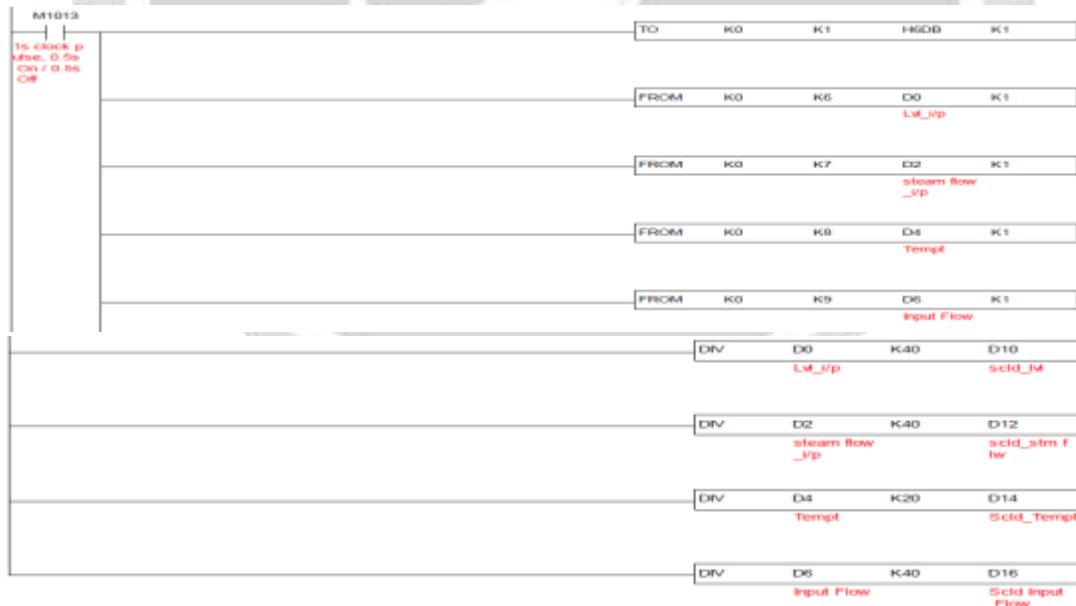 M1013
TO K0 K1 H6DB K1
1s clock p
ulse, 0.5s
On / 0.5s
Off
FROM K0 K6 D0 K1
Lvl_i/p
FROM K0 K7 D2 K1
steam flow
_i/p
FROM K0 K8 D4 K1
Tempt
FROM K0 K9 D6 K1
Input Flow
DIV D0 K40 D10
Lvl_i/p scld_lvl
DIV D2 K40 D12
steam flow scld_stm f
_i/p lw
DIV D4 K20 D14
Tempt Scld_Tempt
DIV D6 K40 D16
Input Flow Scld Input
Flow